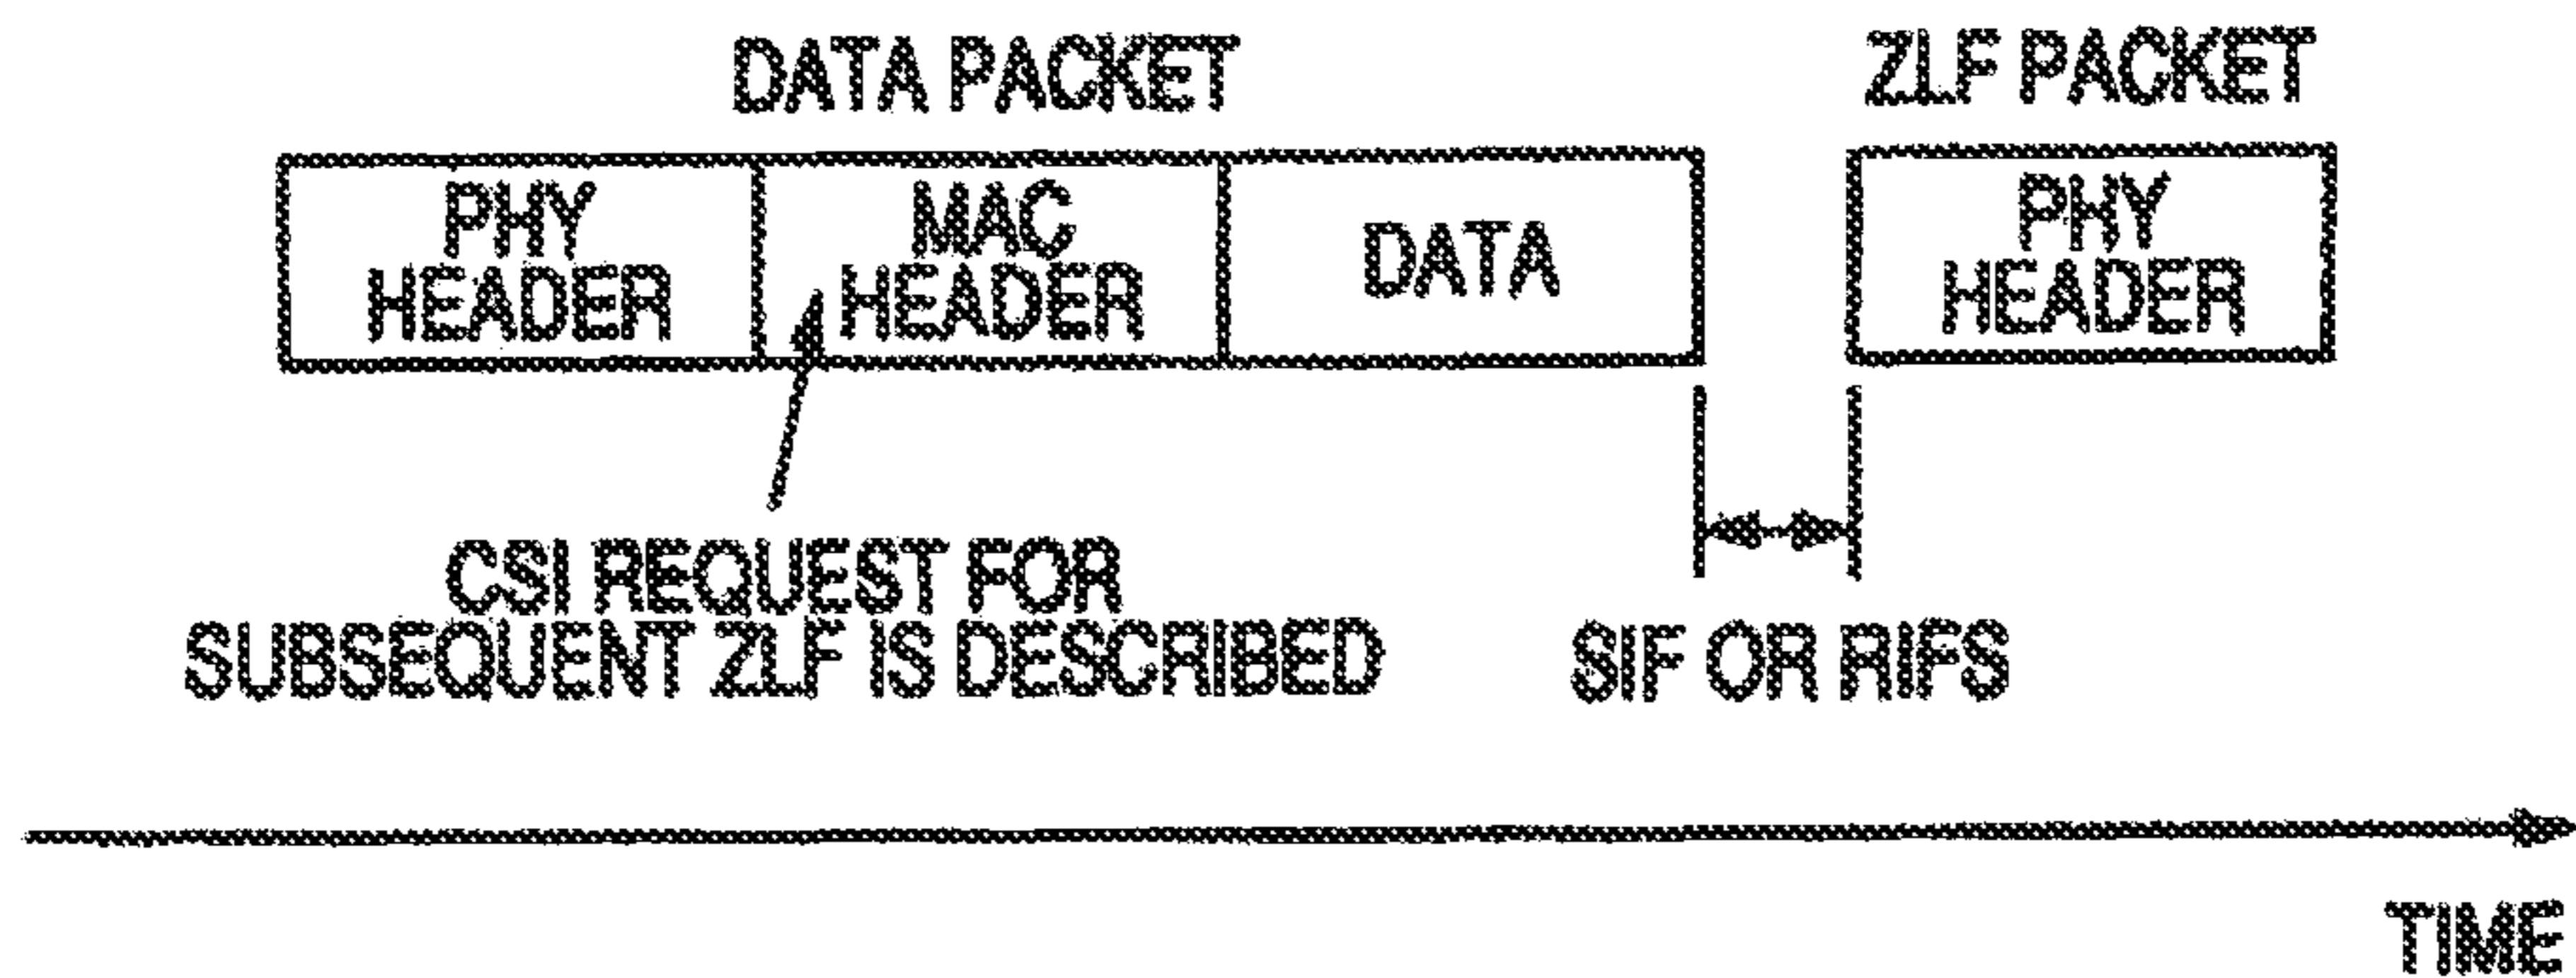 DATA PACKET
ZLF PACKET
PHY
HEADER
MAC
HEADER
DATA
PHY
HEADER
CSI REQUEST FOR
SUBSEQUENT ZLF IS DESCRIBED
SIF OR RIFS
TIME